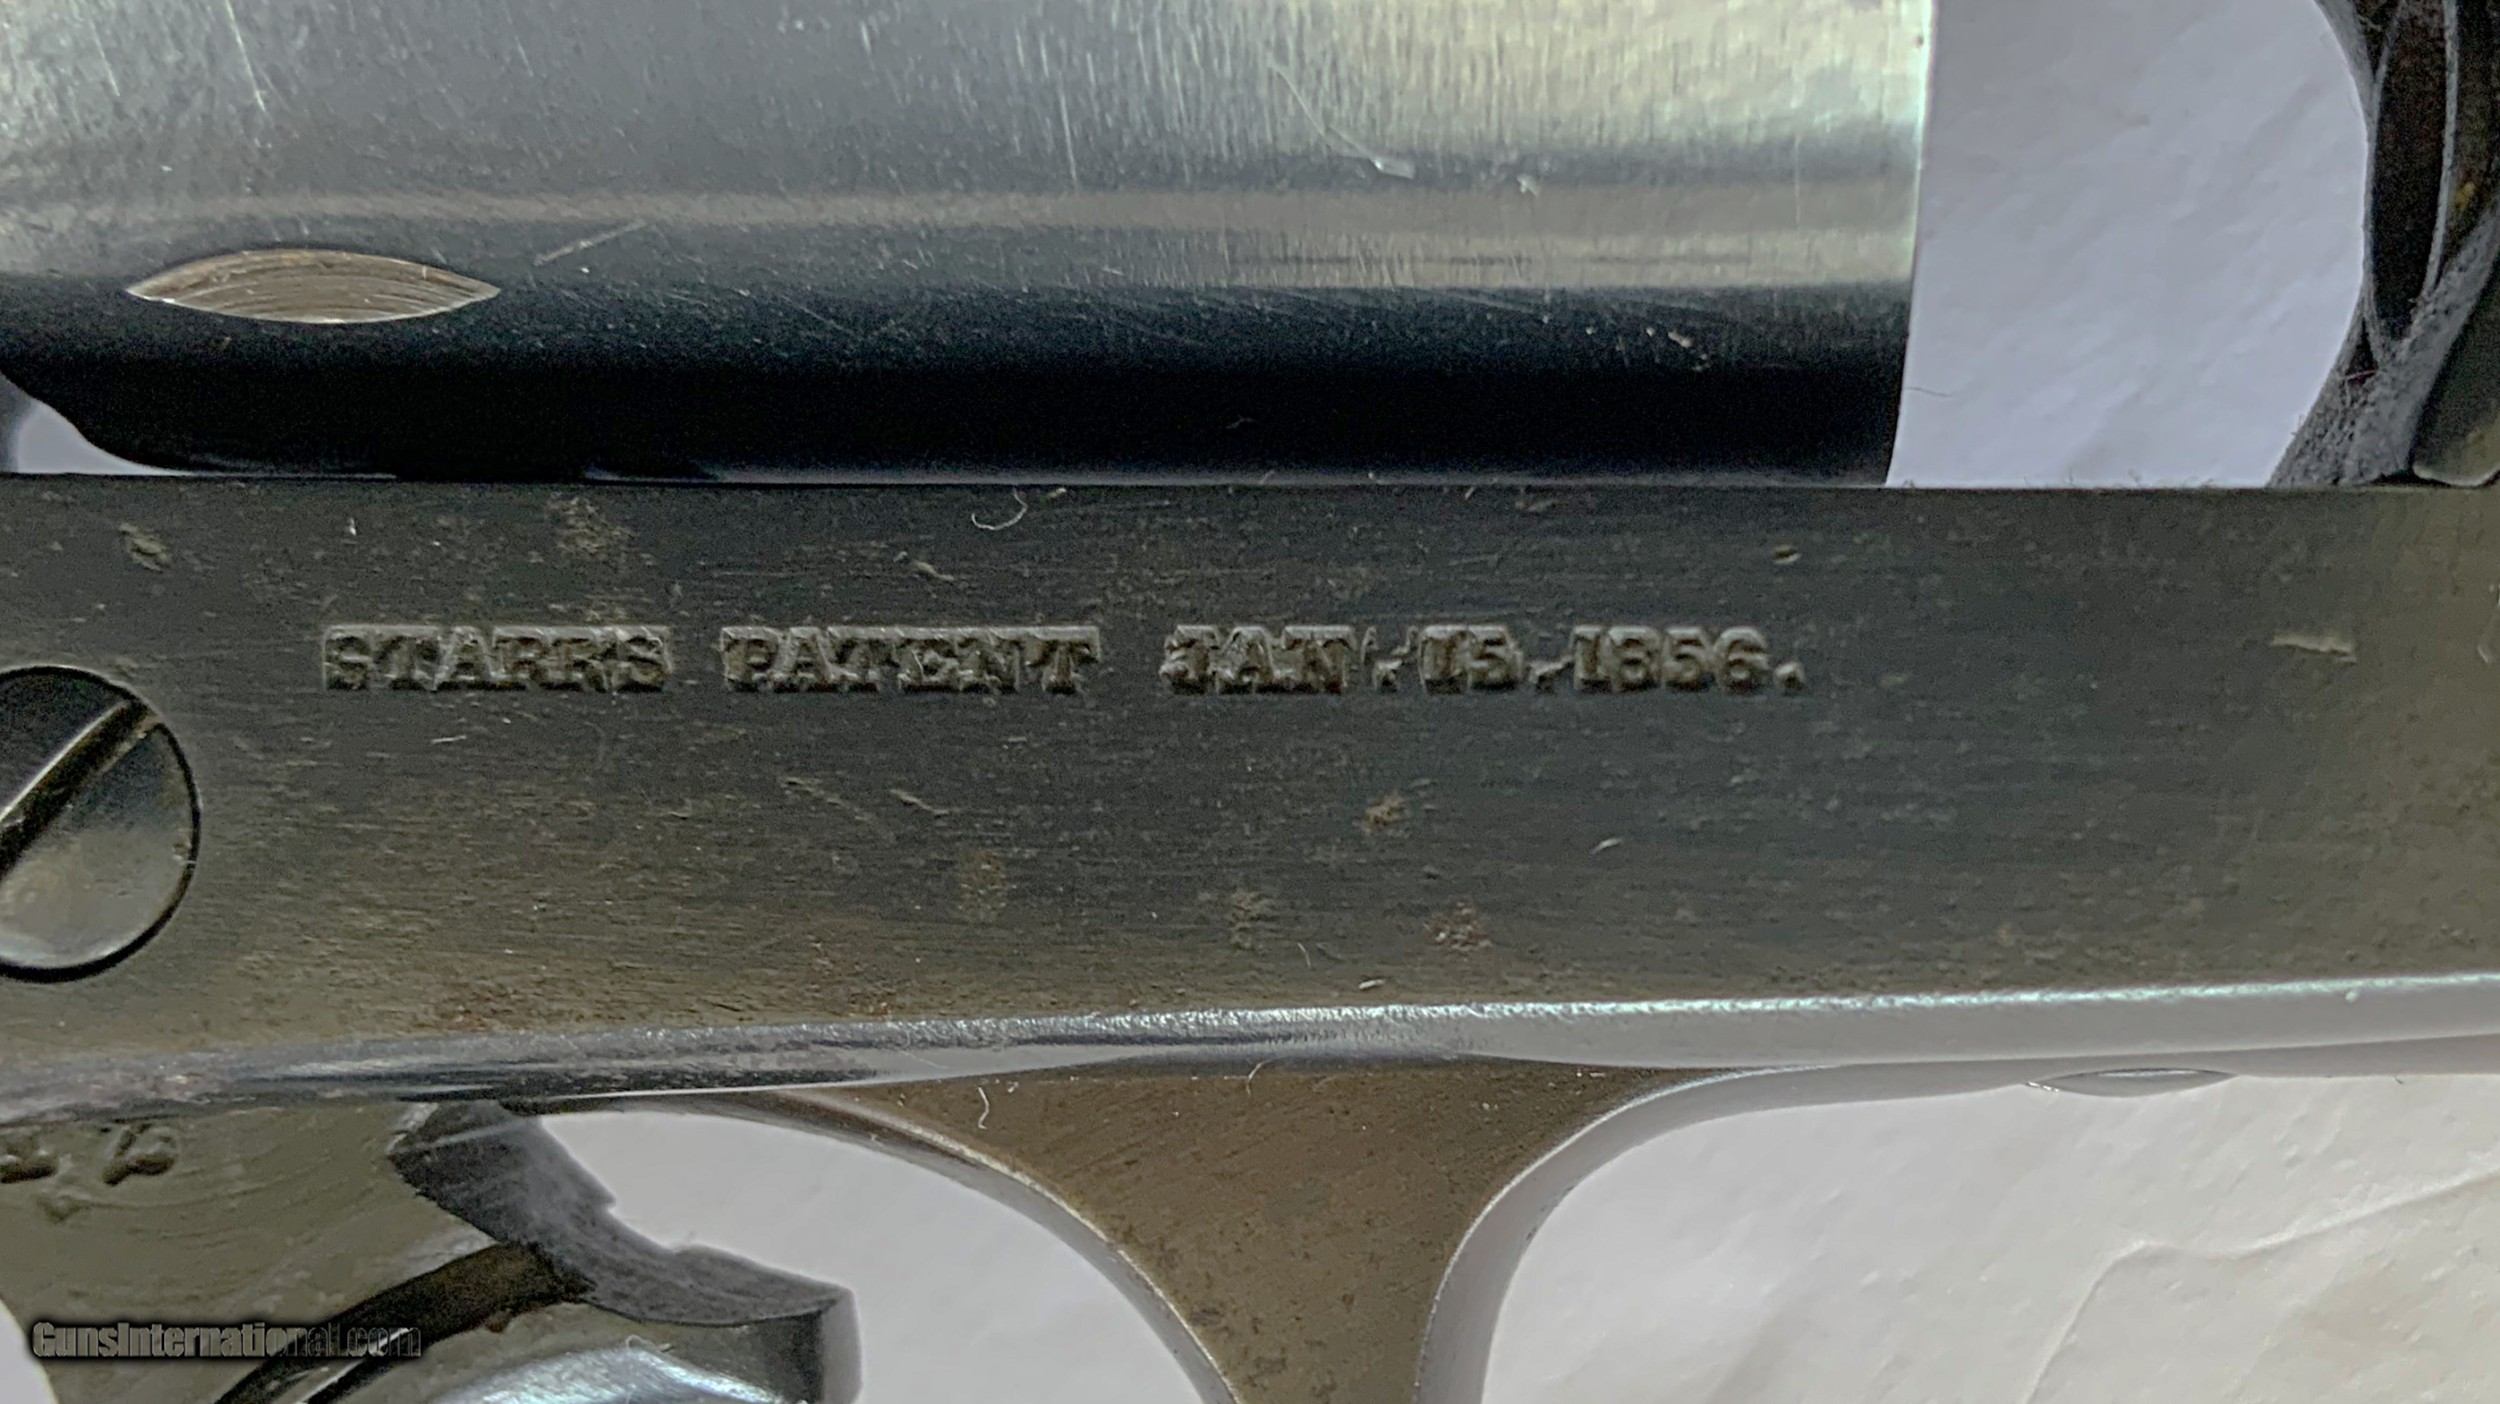 STARR'S PATENT JAN. 15. 1856.
GunsInternational.com